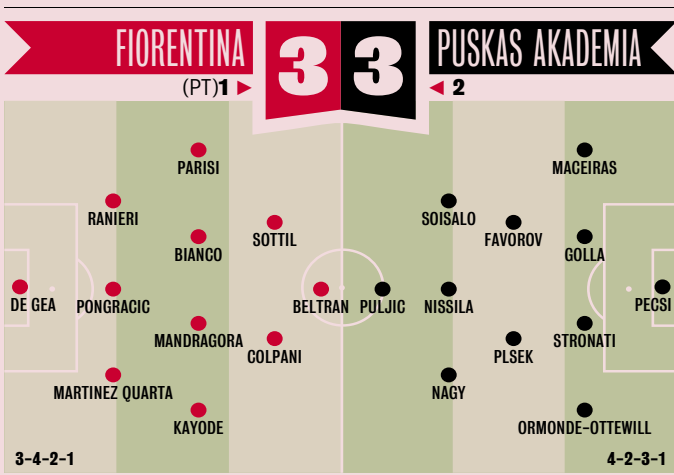 FIORENTINA 3 3 PUSKAS AKADEMIA
(PT)1 2
PARISI
MACEIRAS
RANIERI
SOISALO
BIANCO
SOTTIL
FAVOROV
GOLLA
DE GEA
PONGRACIC
BELTRAN
PULJIC
NISSILA
PECSI
MANDRAGORA
COLPANI
PLSEK
STRONATI
MARTINEZ QUARTA
NAGY
KAYODE
ORMONDE-OTTEWILL
3-4-2-1
4-2-3-1